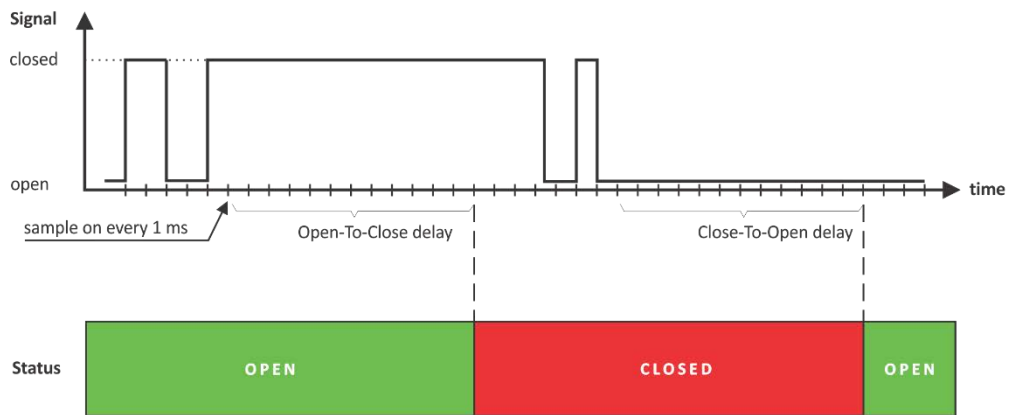 Signal
closed
open
time
sample on every 1 ms
Open-To-Close delay
Close-To-Open delay
Status
OPEN
CLOSED
OPEN